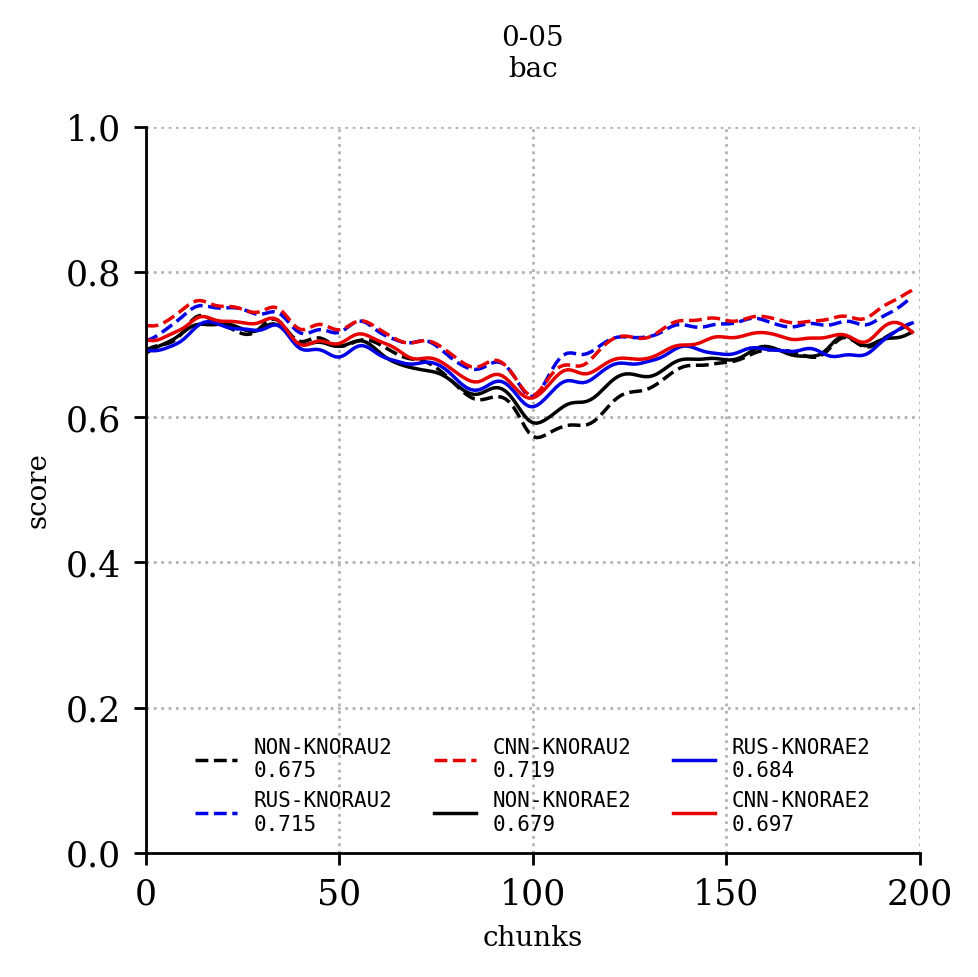 0-05
bac
1.0
0.8
0.6
0.4
0.2
0.0
score
NON-KNORAU2
0.675
RUS-KNORAU2
0.715
CNN-KNORAU2
0.719
NON-KNORAE2
0.679
RUS-KNORAE2
0.684
CNN-KNORAE2
0.697
0 50 100 150 200
chunks